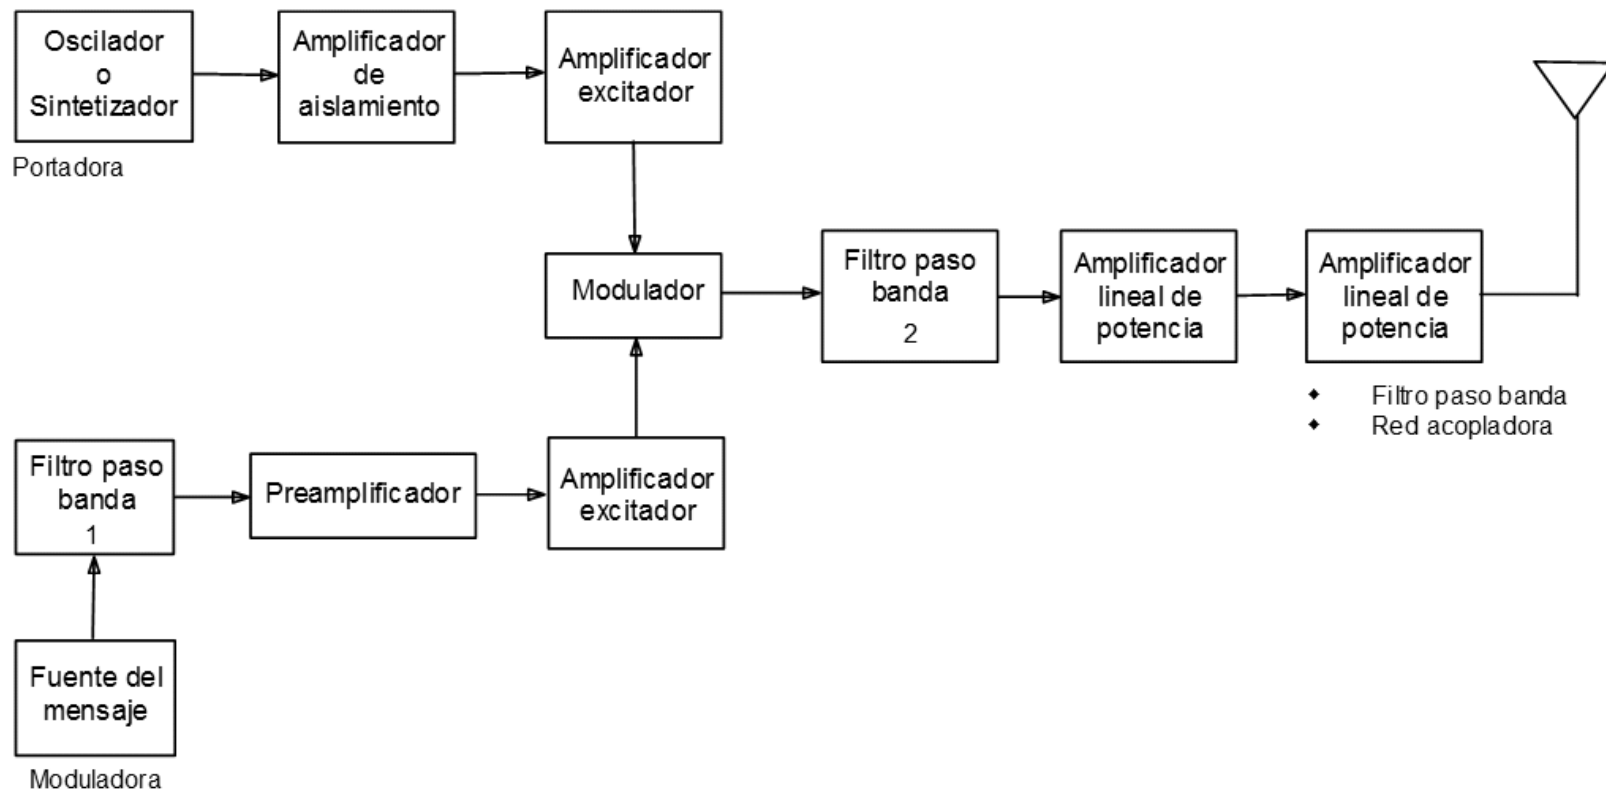 Oscilador
o
Sintetizador
Portadora
Amplificador
de
aislamiento
Amplificador
excitador
Modulador
Filtro paso
banda
2
Amplificador
lineal de
potencia
Amplificador
lineal de
potencia
◆ Filtro paso banda
◆ Red acopladora
Filtro paso
banda
1
Preamplificador
Amplificador
excitador
Fuente del
mensaje
Moduladora